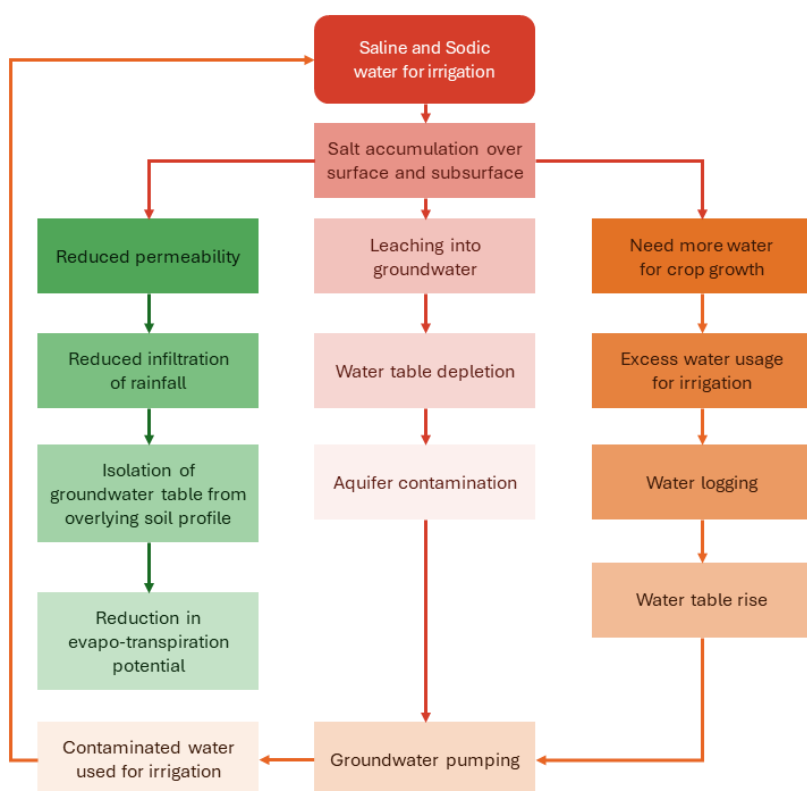 Saline and Sodic
water for irrigation
Salt accumulation over
surface and subsurface
Reduced permeability
Leaching into
groundwater
Need more water
for crop growth
Reduced infiltration
of rainfall
Water table depletion
Excess water usage
for irrigation
Isolation of
groundwater table from
overlying soil profile
Aquifer contamination
Water logging
Reduction in
evapo-transpiration
potential
Water table rise
Contaminated water
used for irrigation
Groundwater pumping